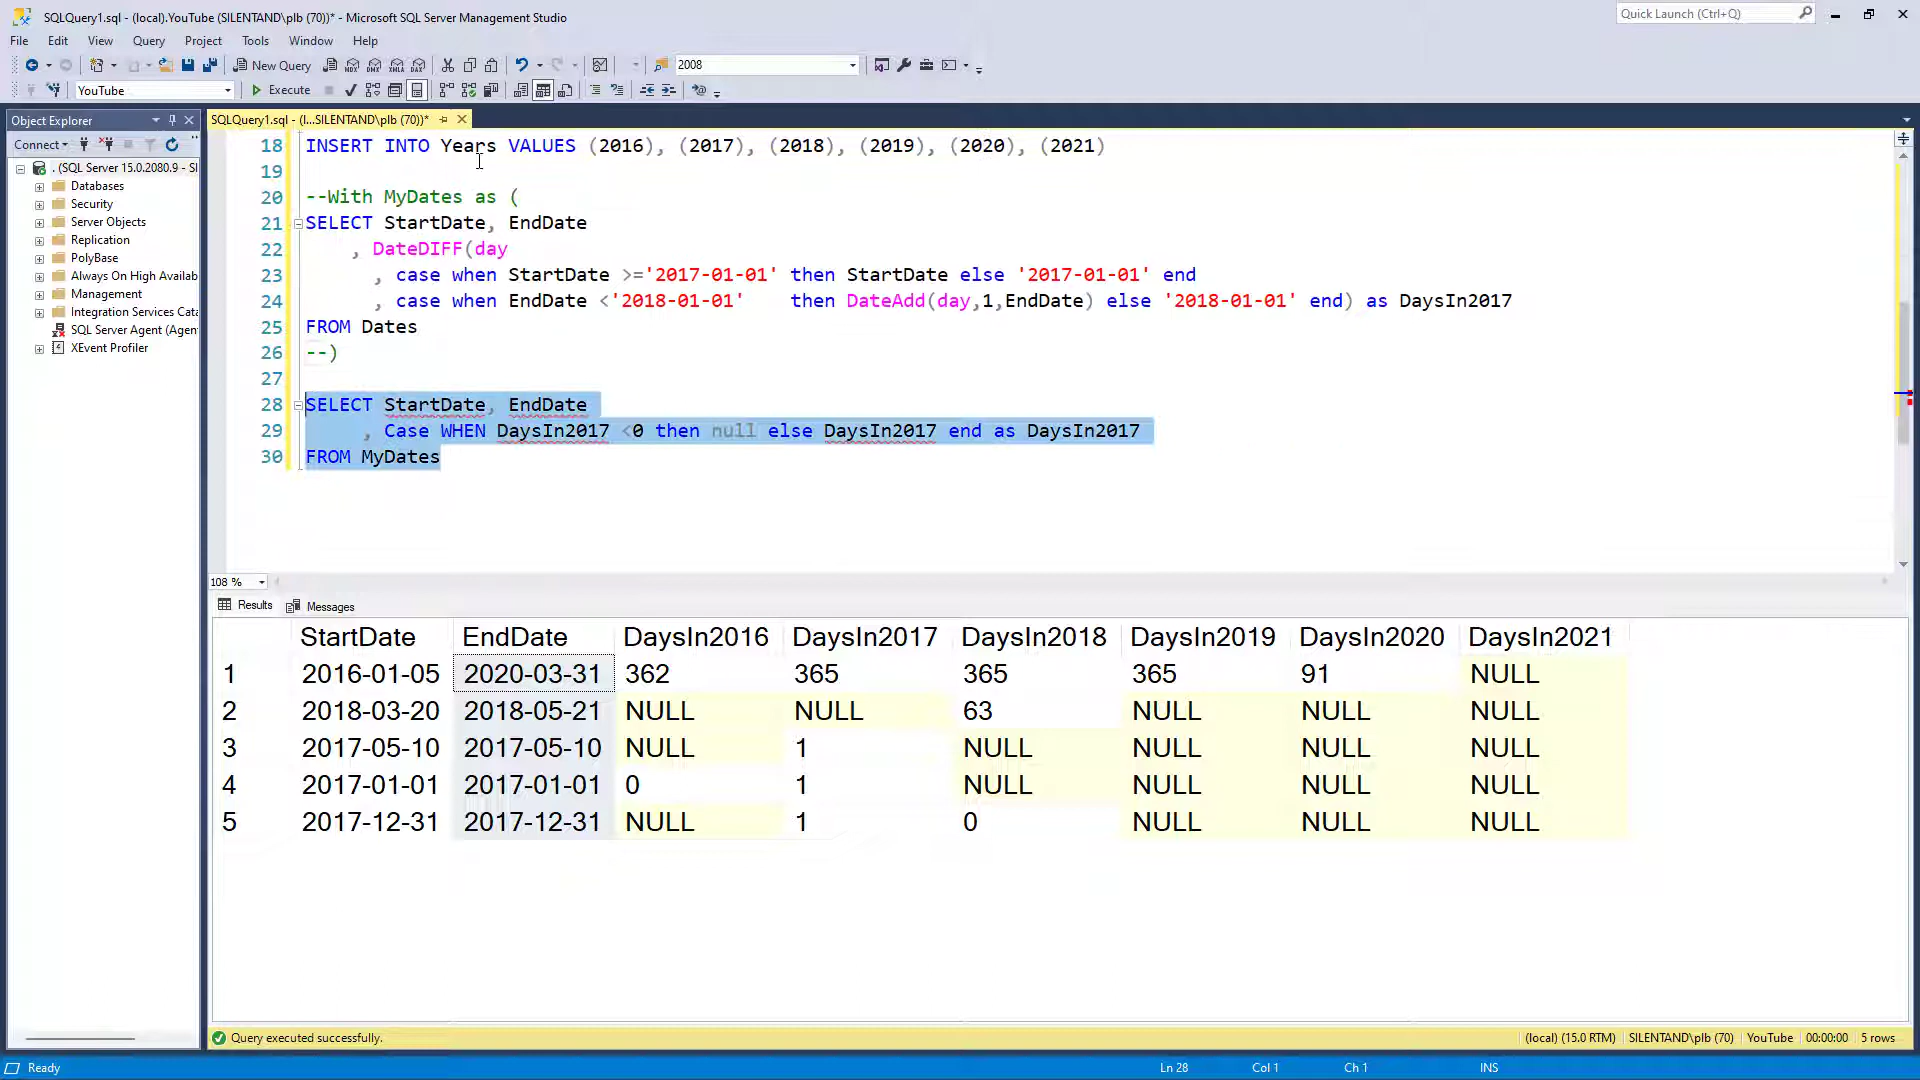 SQLQuery1.sql - (local).YouTube (SILENTAND\plb (70))* - Microsoft SQL Server Management Studio
Quick Launch (Ctrl+Q)
File Edit View Query Project Tools Window Help
New Query
2008
YouTube
Execute
Object Explorer
SQLQuery1.sql - (l...SILENTAND\plb (70))*
Connect
. (SQL Server 15.0.2080.9 - SI
Databases
Security
Server Objects
Replication
PolyBase
Always On High Availab
Management
Integration Services Cata
SQL Server Agent (Agen
XEvent Profiler
18 INSERT INTO Years VALUES (2016), (2017), (2018), (2019), (2020), (2021)
19
20 --With MyDates as (
21 SELECT StartDate, EndDate
22 , DateDIFF(day
23 , case when StartDate >='2017-01-01' then StartDate else '2017-01-01' end
24 , case when EndDate <'2018-01-01' then DateAdd(day,1,EndDate) else '2018-01-01' end) as DaysIn2017
25 FROM Dates
26 --)
27
28 SELECT StartDate, EndDate
29 , Case WHEN DaysIn2017 <0 then null else DaysIn2017 end as DaysIn2017
30 FROM MyDates
108 %
Results Messages
StartDate EndDate DaysIn2016 DaysIn2017 DaysIn2018 DaysIn2019 DaysIn2020 DaysIn2021
1 2016-01-05 2020-03-31 362 365 365 365 91 NULL
2 2018-03-20 2018-05-21 NULL NULL 63 NULL NULL NULL
3 2017-05-10 2017-05-10 NULL 1 NULL NULL NULL NULL
4 2017-01-01 2017-01-01 0 1 NULL NULL NULL NULL
5 2017-12-31 2017-12-31 NULL 1 0 NULL NULL NULL
Query executed successfully.
(local) (15.0 RTM) SILENTAND\plb (70) YouTube 00:00:00 5 rows
Ready
Ln 28 Col 1 Ch 1 INS